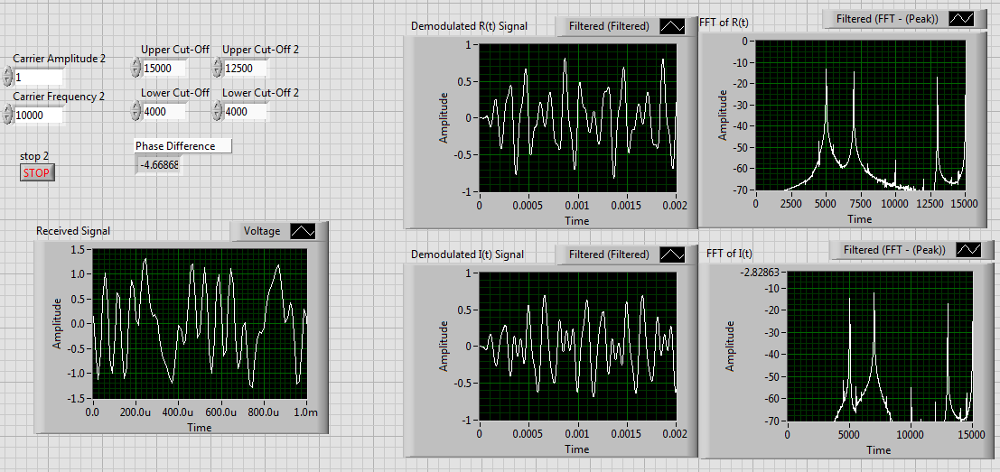 Carrier Amplitude 2
1
Carrier Frequency 2
10000
stop 2
STOP
Upper Cut-Off
15000
Upper Cut-Off 2
12500
Lower Cut-Off
4000
Lower Cut-Off 2
4000
Phase Difference
-4.66868
Received Signal
Voltage
Amplitude
1.5
1.0
0.5
0.0
-0.5
-1.0
-1.5
0.0 200.0u 400.0u 600.0u 800.0u 1.0m
Time
Demodulated R(t) Signal
Filtered (Filtered)
Amplitude
1
0.5
0
-0.5
-1
0 0.0005 0.001 0.0015 0.002
Time
FFT of R(t)
Filtered (FFT - (Peak))
Amplitude
0
-10
-20
-30
-40
-50
-60
-70
0 2500 5000 7500 10000 12500 15000
Time
Demodulated I(t) Signal
Filtered (Filtered)
Amplitude
1
0.5
0
-0.5
-1
0 0.0005 0.001 0.0015 0.002
Time
FFT of I(t)
Filtered (FFT - (Peak))
Amplitude
-2.82863
-10
-20
-30
-40
-50
-60
-70
0 5000 10000 15000
Time